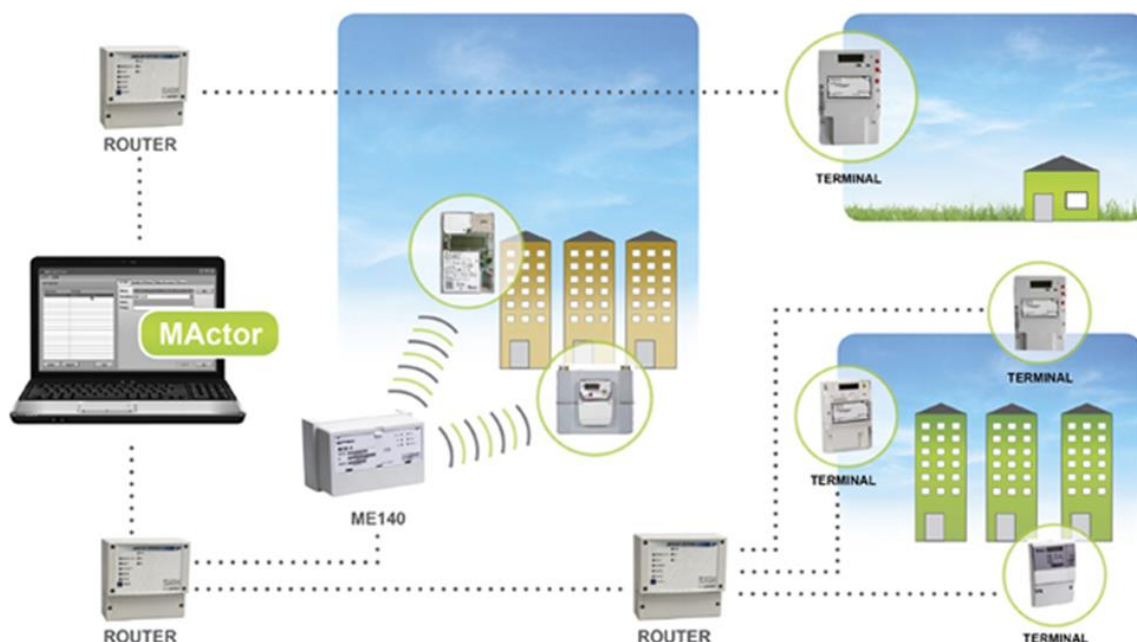 ROUTER
TERMINAL
MActor
TERMINAL
TERMINAL
ME140
ROUTER
ROUTER
TERMINAL